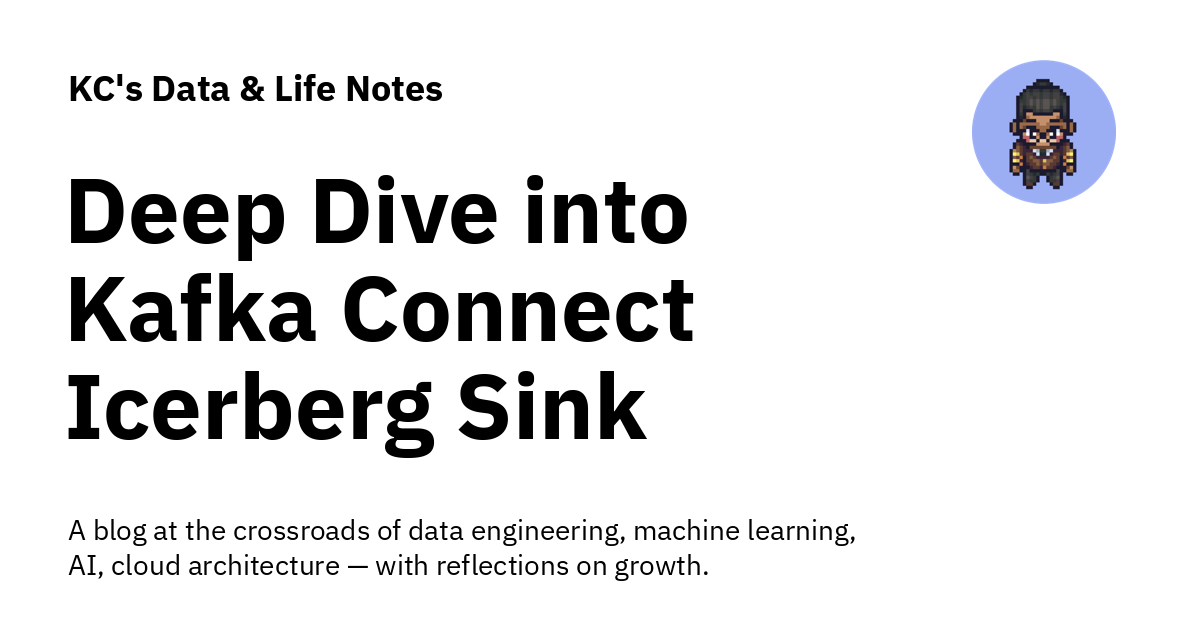 KC's Data & Life Notes
Deep Dive into
Kafka Connect
Icerberg Sink
A blog at the crossroads of data engineering, machine learning,
AI, cloud architecture — with reflections on growth.